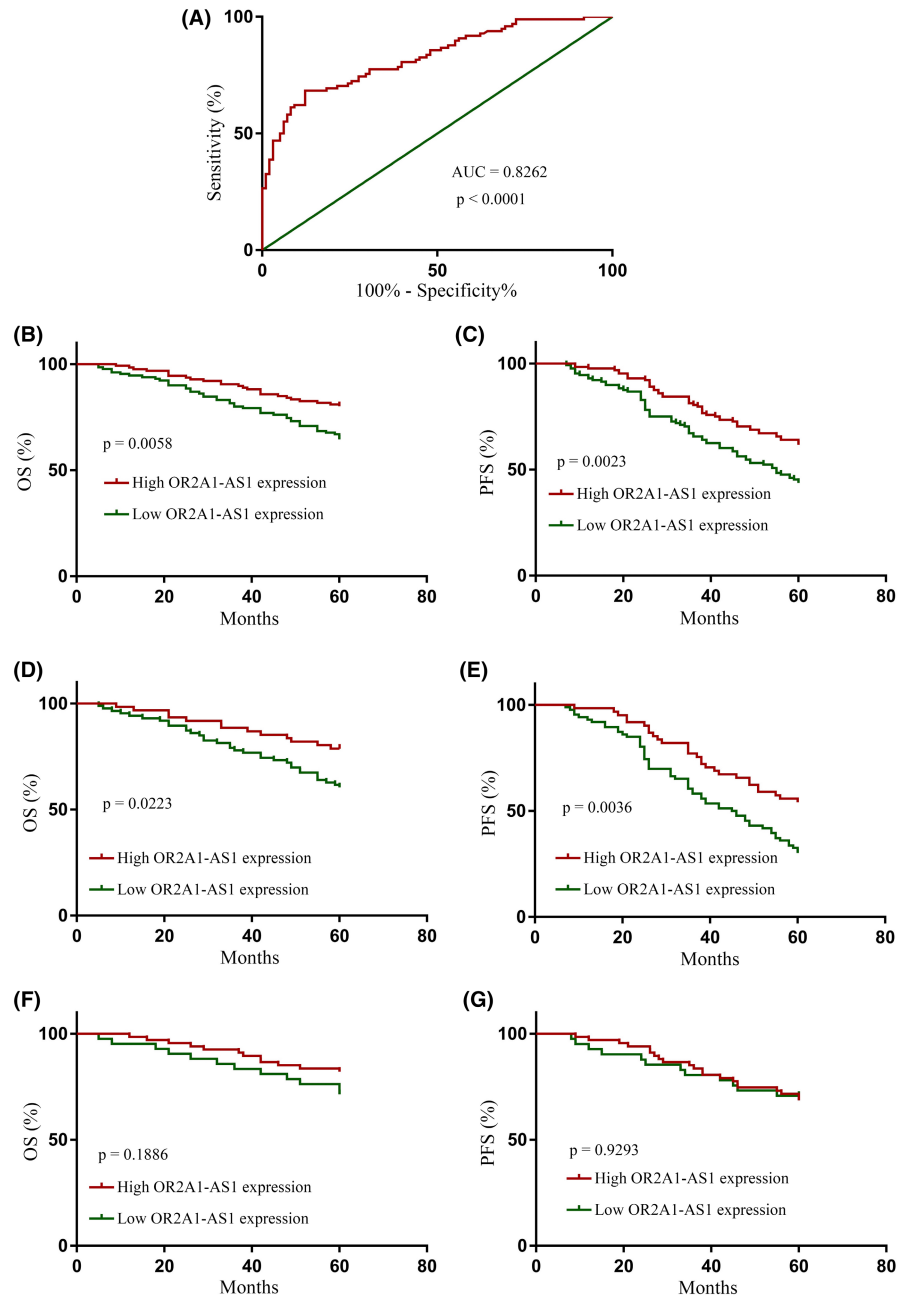 (A)
100
50
0
Sensitivity (%)
AUC = 0.8262
p < 0.0001
0 50 100
100% - Specificity%
(B)
100
50
0
OS (%)
p = 0.0058
High OR2A1-AS1 expression
Low OR2A1-AS1 expression
0 20 40 60 80
Months
(C)
100
50
0
PFS (%)
p = 0.0023
High OR2A1-AS1 expression
Low OR2A1-AS1 expression
0 20 40 60 80
Months
(D)
100
50
0
OS (%)
p = 0.0223
High OR2A1-AS1 expression
Low OR2A1-AS1 expression
0 20 40 60 80
Months
(E)
100
50
0
PFS (%)
p = 0.0036
High OR2A1-AS1 expression
Low OR2A1-AS1 expression
0 20 40 60 80
Months
(F)
100
50
0
OS (%)
p = 0.1886
High OR2A1-AS1 expression
Low OR2A1-AS1 expression
0 20 40 60 80
Months
(G)
100
50
0
PFS (%)
p = 0.9293
High OR2A1-AS1 expression
Low OR2A1-AS1 expression
0 20 40 60 80
Months